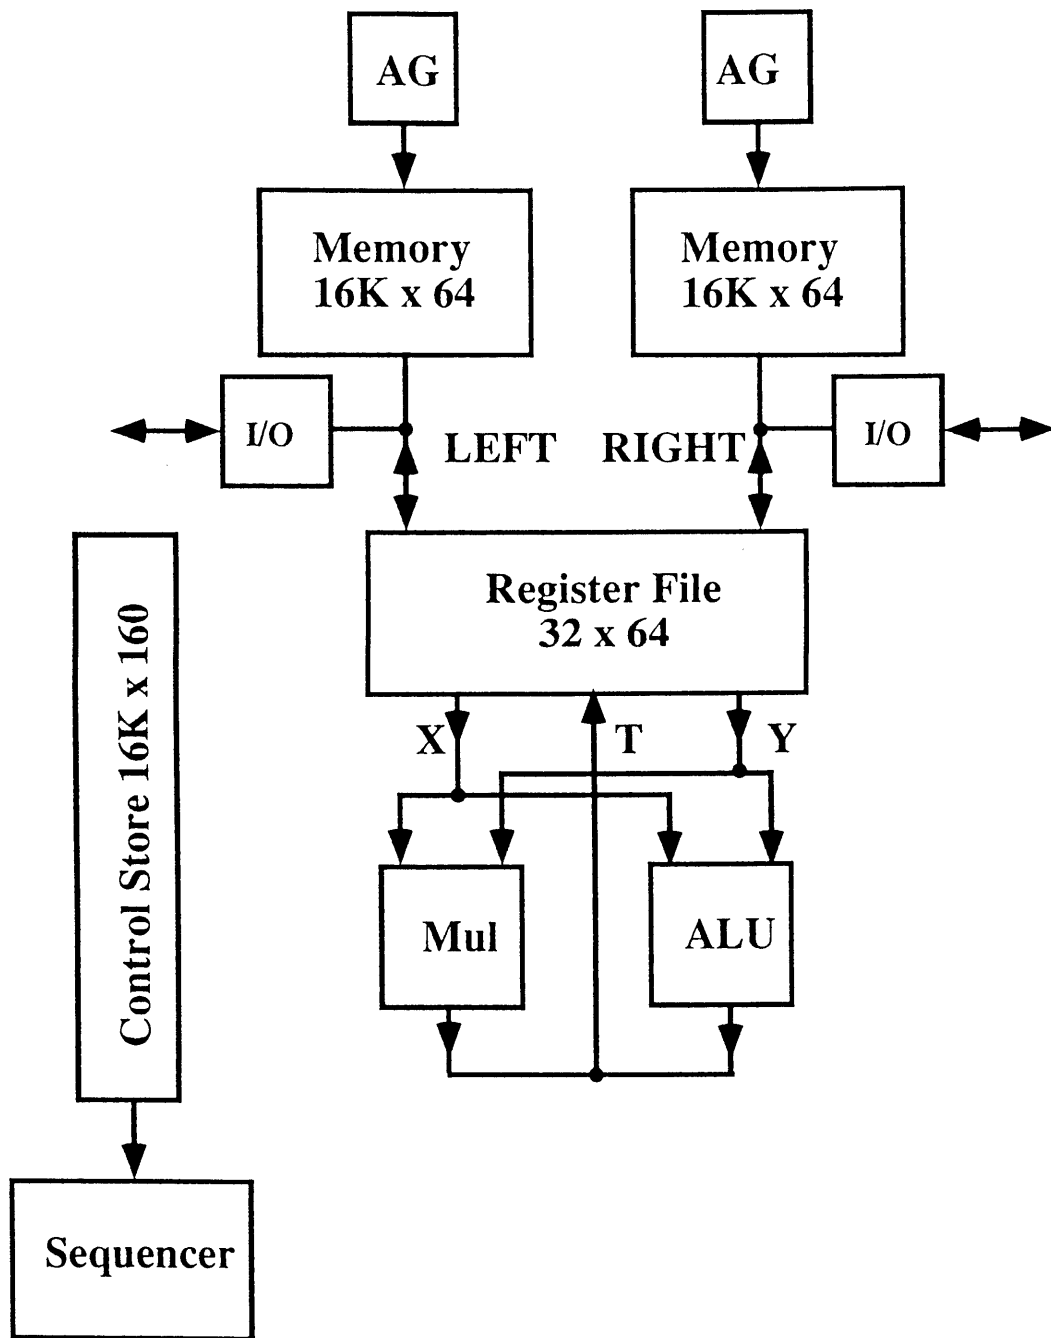 AG
AG
Memory
16K x 64
Memory
16K x 64
I/O
LEFT
RIGHT
I/O
Register File
32 x 64
Control Store 16K x 160
X
T
Y
Mul
ALU
Sequencer